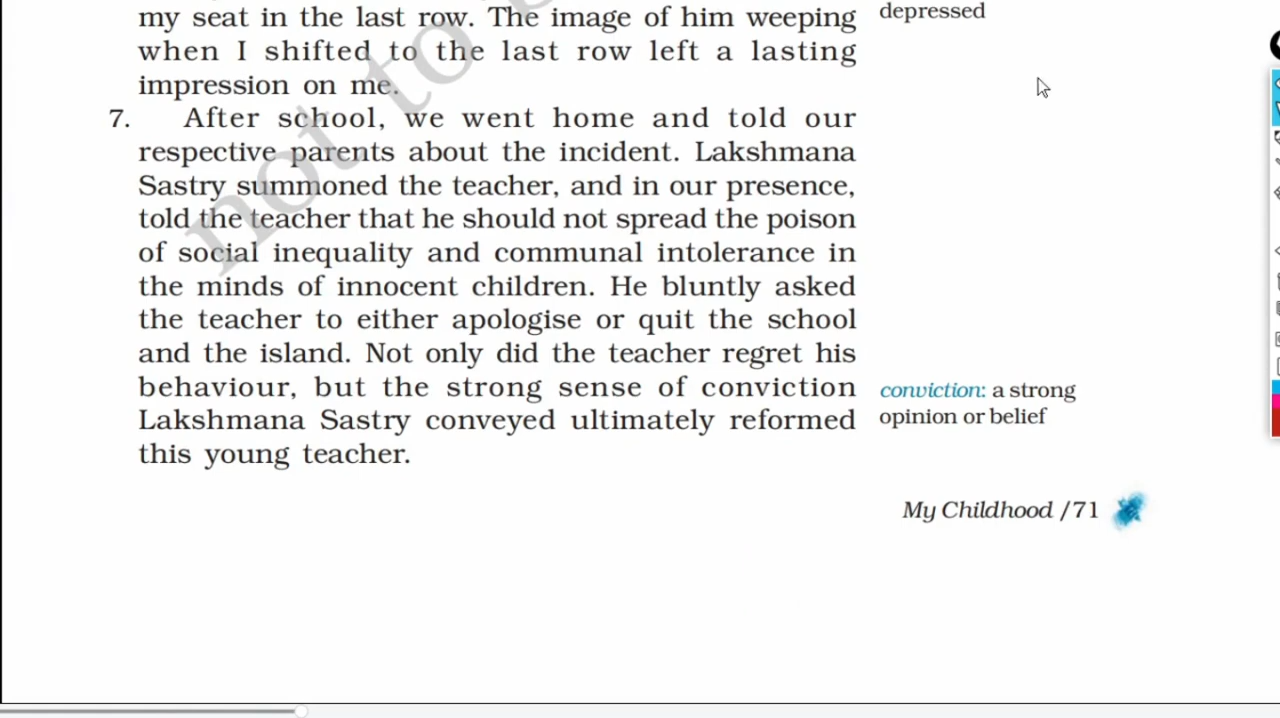 my seat in the last row. The image of him weeping
when I shifted to the last row left a lasting
impression on me.
depressed
7. After school, we went home and told our
respective parents about the incident. Lakshmana
Sastry summoned the teacher, and in our presence,
told the teacher that he should not spread the poison
of social inequality and communal intolerance in
the minds of innocent children. He bluntly asked
the teacher to either apologise or quit the school
and the island. Not only did the teacher regret his
behaviour, but the strong sense of conviction
Lakshmana Sastry conveyed ultimately reformed
this young teacher.
conviction: a strong
opinion or belief
My Childhood /71
not to